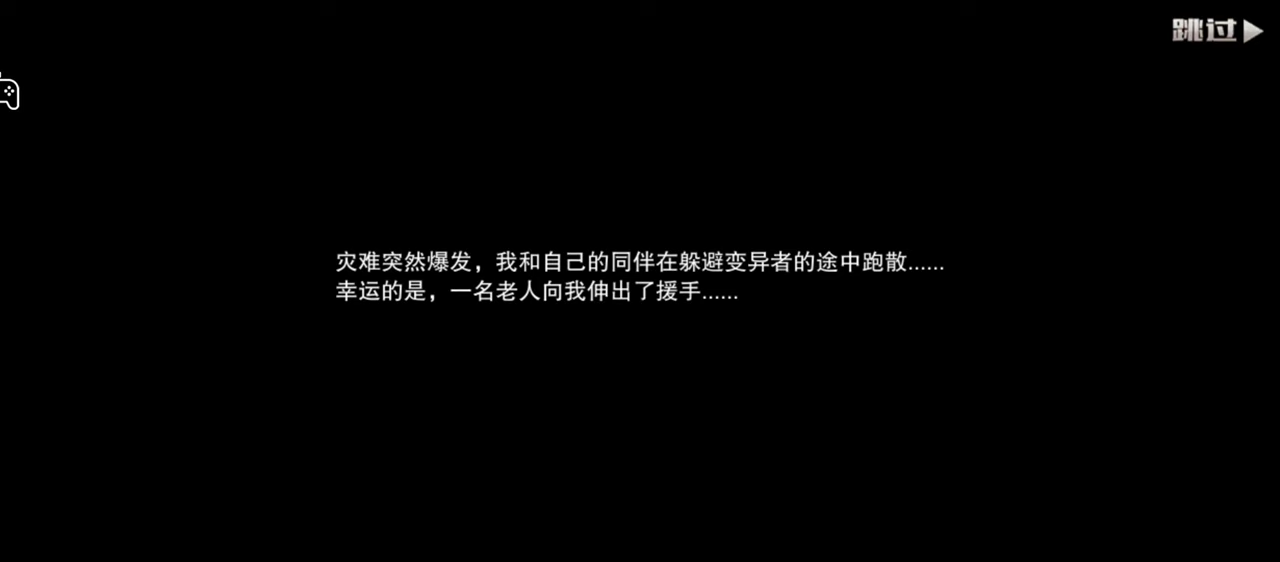 跳过
灾难突然爆发，我和自己的同伴在躲避变异者的途中跑散......
幸运的是，一名老人向我伸出了援手......